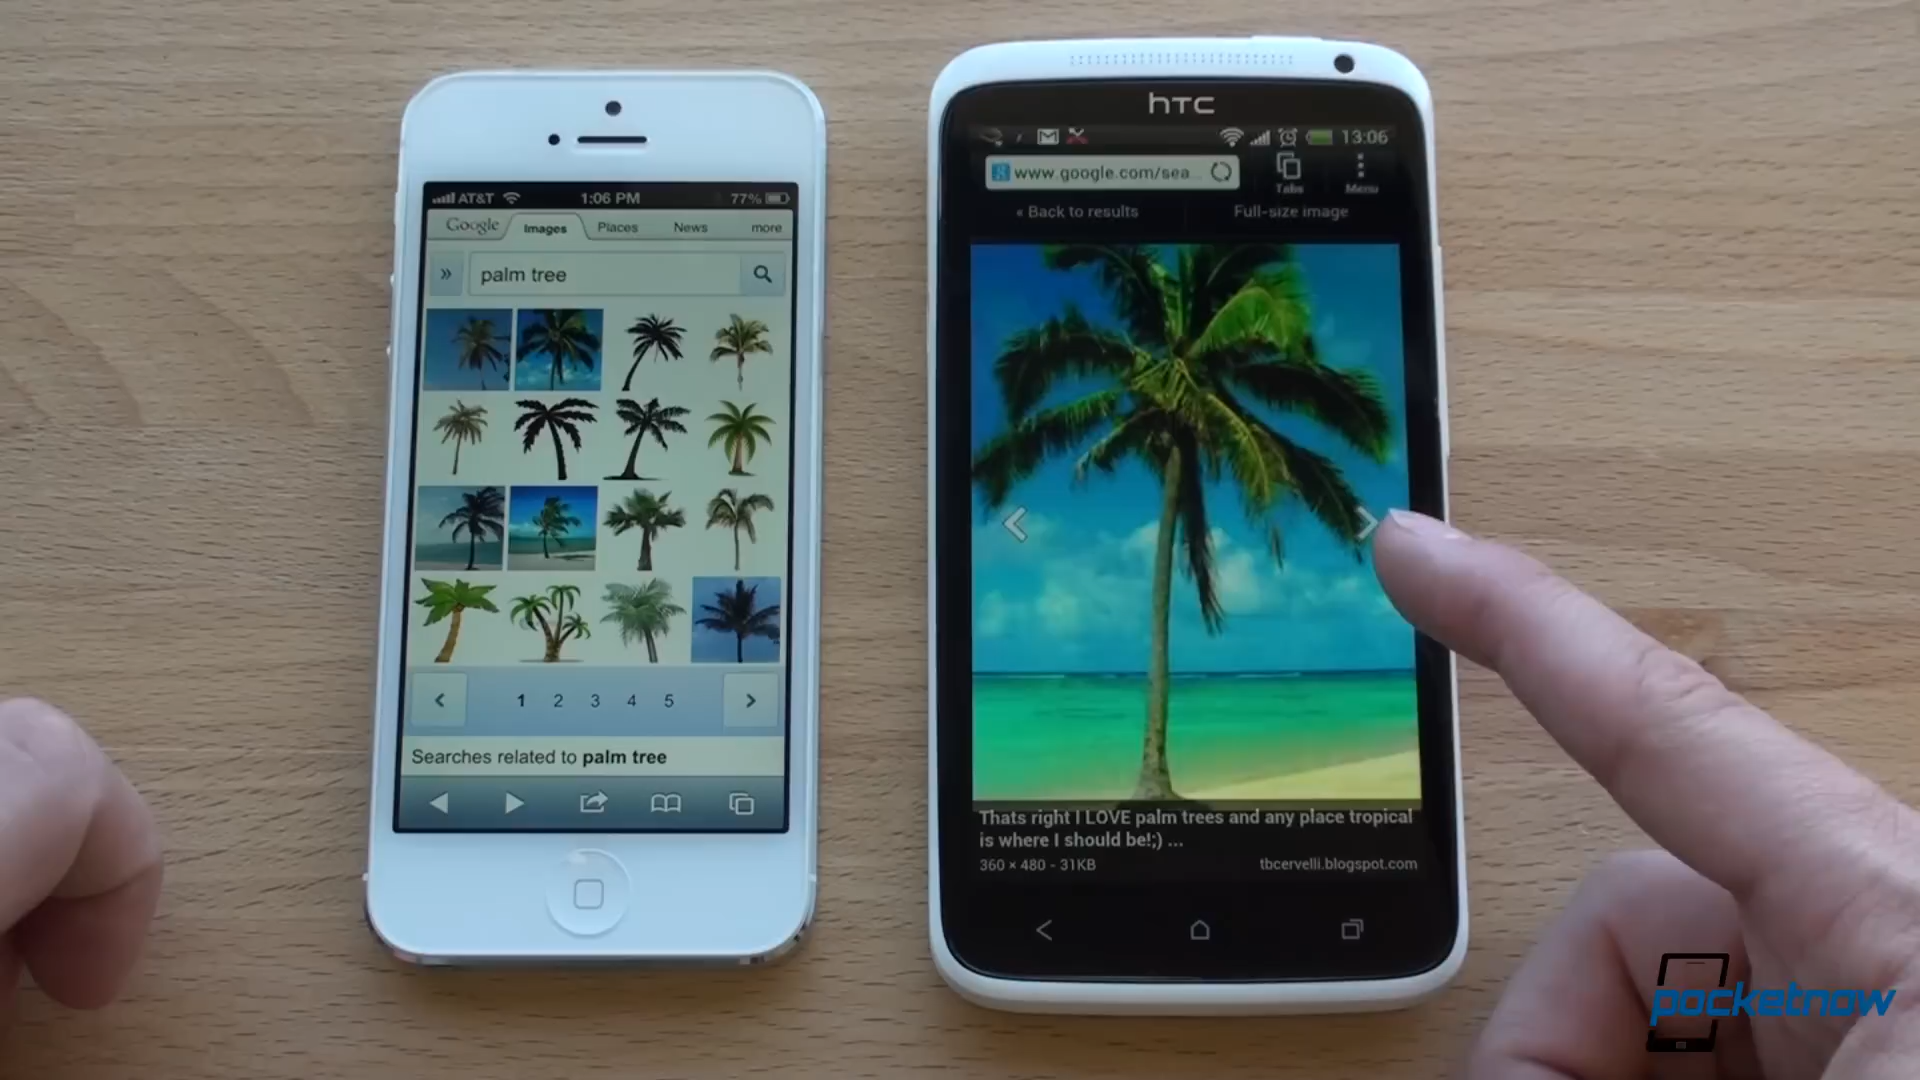 AT&T 1:06 PM 77%
Google Images Places News more
palm tree
1 2 3 4 5
Searches related to palm tree
hTC
13:06
g www.google.com/sea...
Tabs Menu
« Back to results Full-size image
Thats right I LOVE palm trees and any place tropical
is where I should be!;) ...
360 × 480 - 31KB tbcervelli.blogspot.com
pocketnow